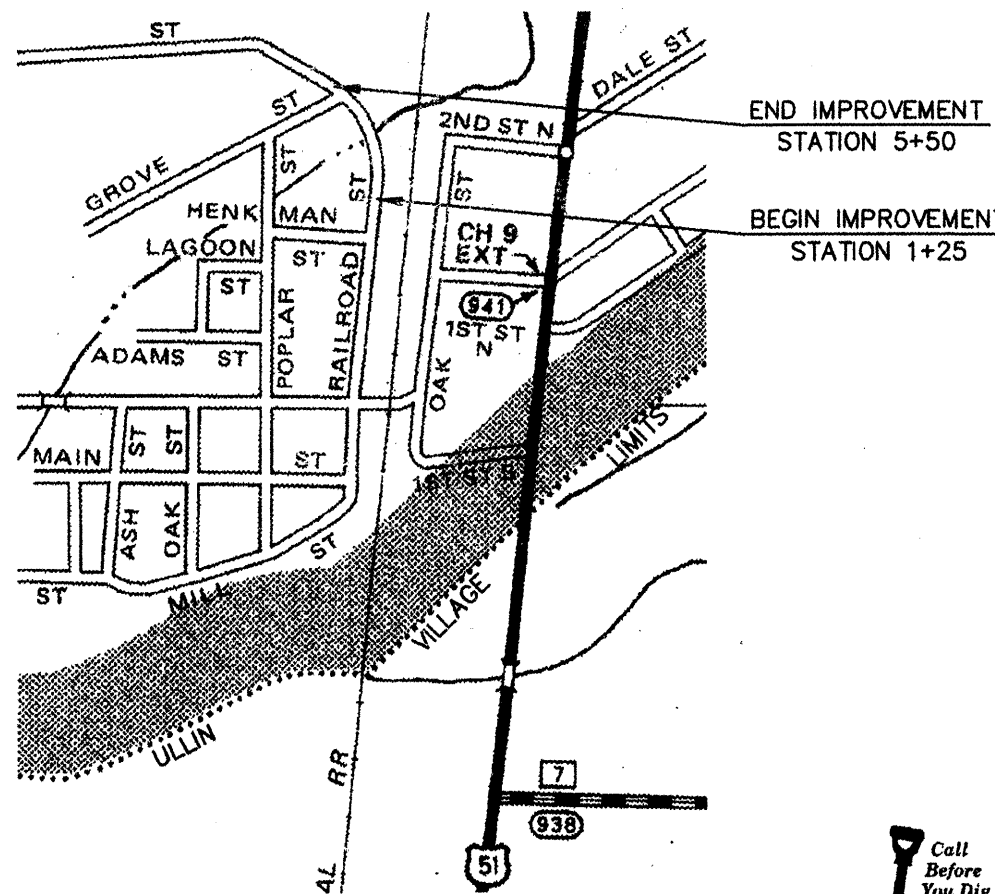 ST
DALE ST
END IMPROVEMENT
STATION 5+50
2ND ST N
ST
GROVE
ST
ST
ST
HENK MAN
ST
BEGIN IMPROVEMENT
STATION 1+25
LAGOON
ST
CH 9
EXT
ST
941
1ST ST
N
POPLAR
RAILROAD
ADAMS ST
OAK
MAIN
ST
ST
ST
LIMITS
1ST ST S
ASH
OAK
ST
ST
MILL
VILLAGE
ULLIN
RR
AL
7
938
51
Call
Before
You Dig